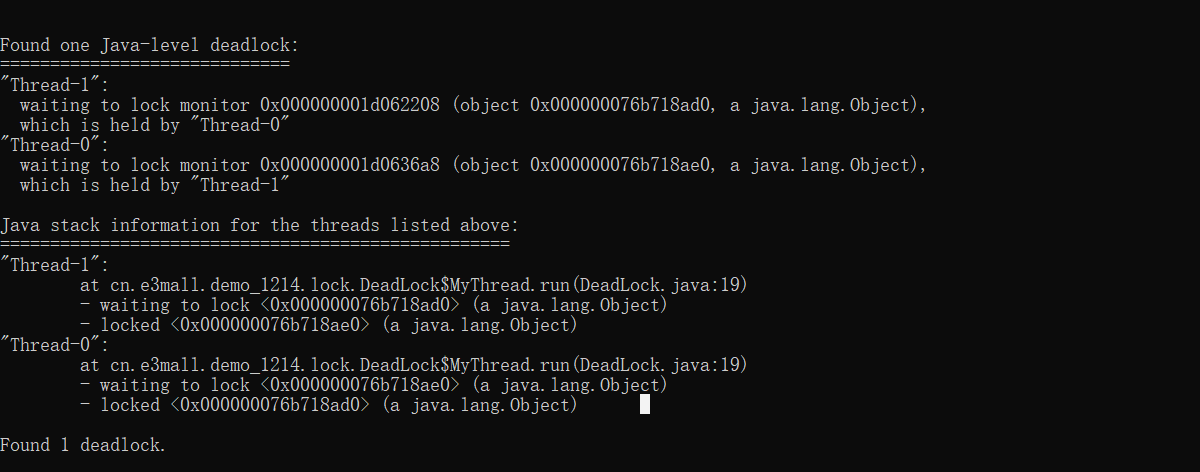 Found one Java-level deadlock:
=============================
"Thread-1":
  waiting to lock monitor 0x000000001d062208 (object 0x000000076b718ad0, a java.lang.Object),
  which is held by "Thread-0"
"Thread-0":
  waiting to lock monitor 0x000000001d0636a8 (object 0x000000076b718ae0, a java.lang.Object),
  which is held by "Thread-1"

Java stack information for the threads listed above:
===================================================
"Thread-1":
        at cn.e3mall.demo_1214.lock.DeadLock$MyThread.run(DeadLock.java:19)
        - waiting to lock <0x000000076b718ad0> (a java.lang.Object)
        - locked <0x000000076b718ae0> (a java.lang.Object)
"Thread-0":
        at cn.e3mall.demo_1214.lock.DeadLock$MyThread.run(DeadLock.java:19)
        - waiting to lock <0x000000076b718ae0> (a java.lang.Object)
        - locked <0x000000076b718ad0> (a java.lang.Object)

Found 1 deadlock.